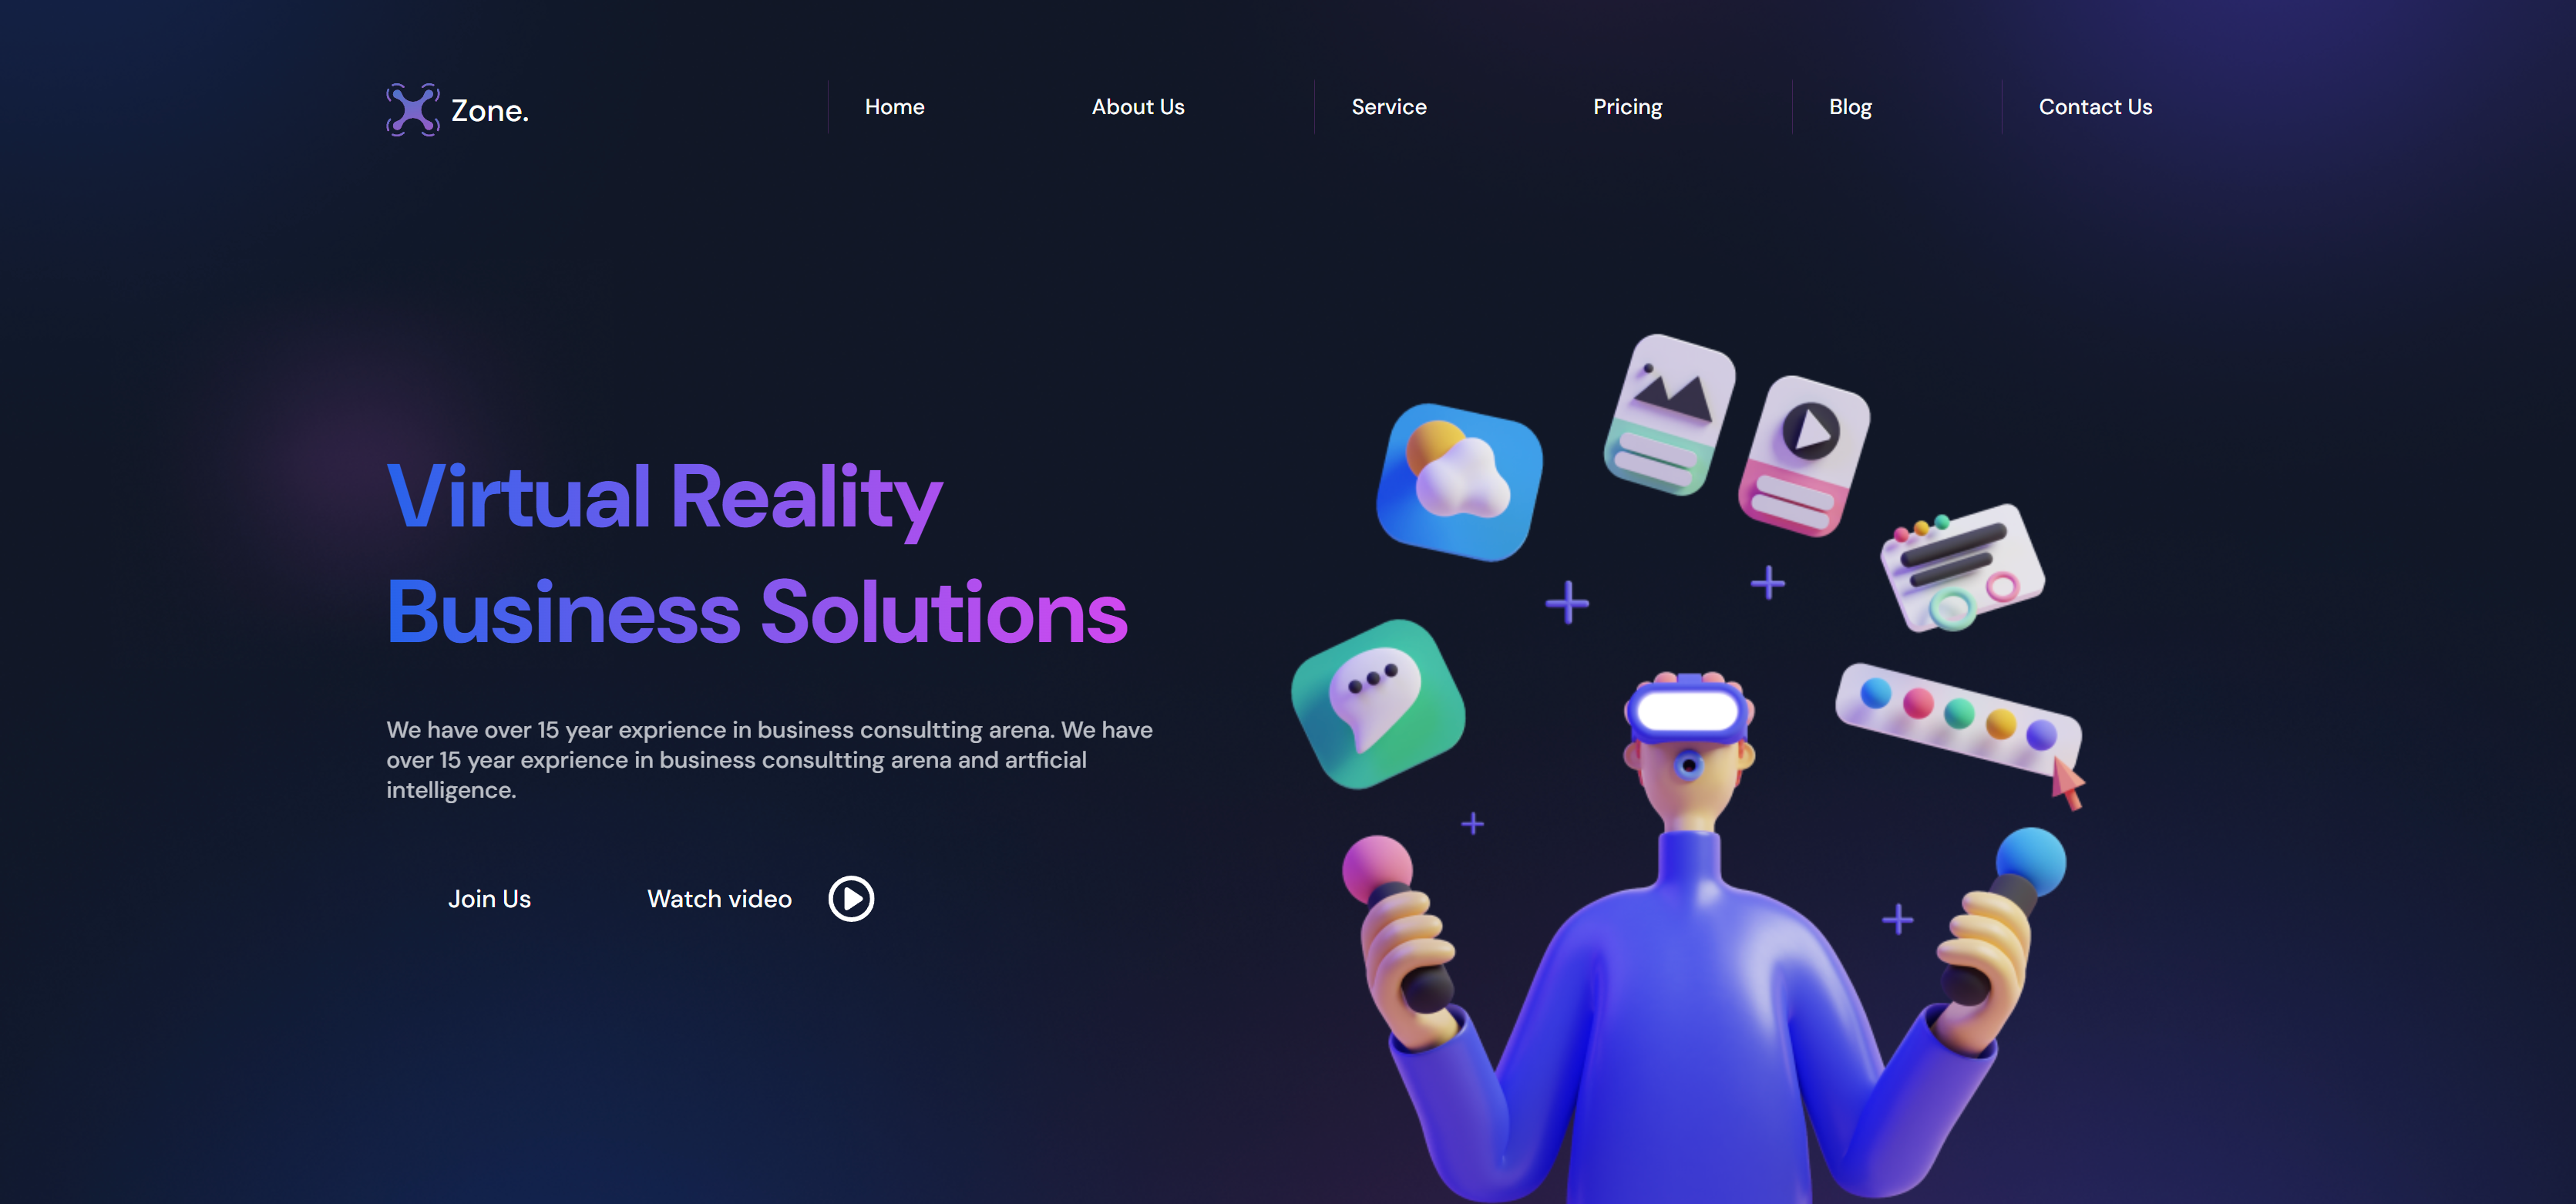 Zone.
Home
About Us
Service
Pricing
Blog
Contact Us
Virtual Reality
Business Solutions
We have over 15 year exprience in business consultting arena. We have
over 15 year exprience in business consultting arena and artficial
intelligence.
Join Us
Watch video